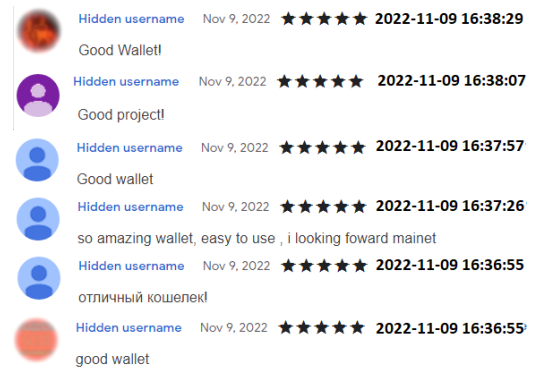 Hidden username Nov 9, 2022 ★★★★★ 2022-11-09 16:38:29
Good Wallet!
Hidden username Nov 9, 2022 ★★★★★ 2022-11-09 16:38:07
Good project!
Hidden username Nov 9, 2022 ★★★★★ 2022-11-09 16:37:57
Good wallet
Hidden username Nov 9, 2022 ★★★★★ 2022-11-09 16:37:26
so amazing wallet, easy to use , i looking foward mainet
Hidden username Nov 9, 2022 ★★★★★ 2022-11-09 16:36:55
отличный кошелек!
Hidden username Nov 9, 2022 ★★★★★ 2022-11-09 16:36:55
good wallet